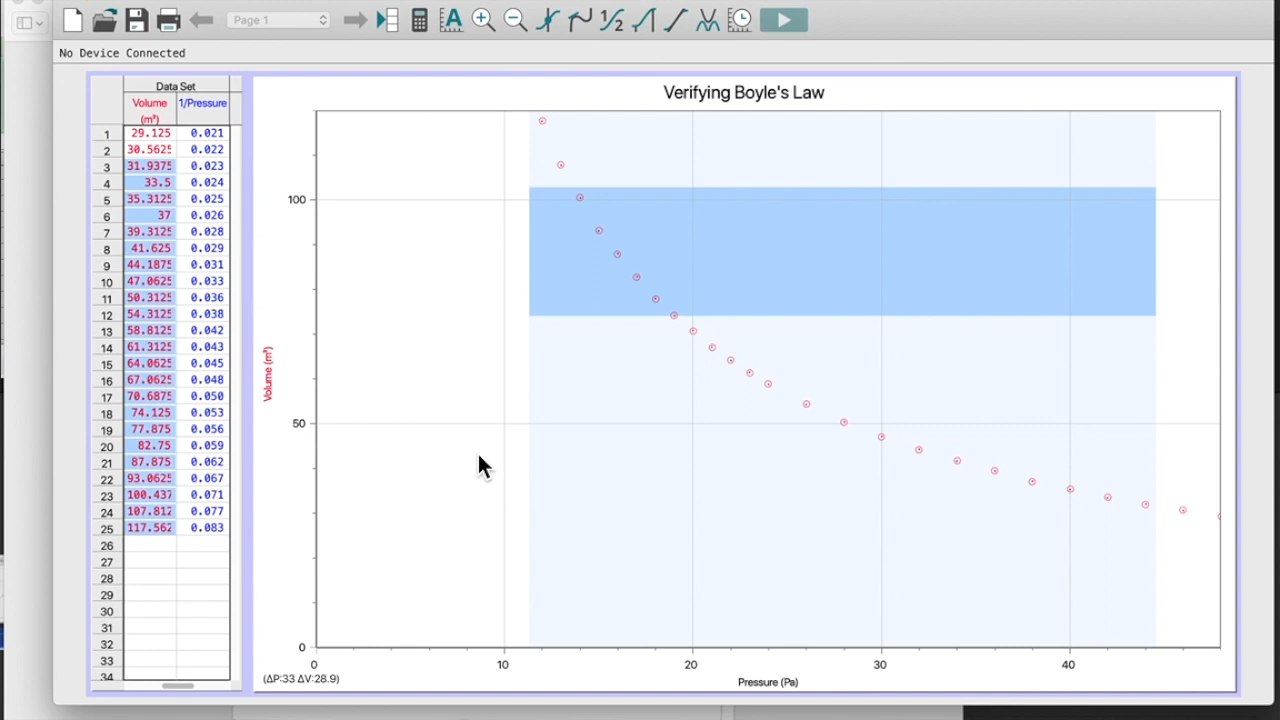 Page 1
A
1/2
No Device Connected
Data Set
Volume
(m³)
1/Pressure
1 29.125 0.021
2 30.5625 0.022
3 31.9375 0.023
4 33.5 0.024
5 35.3125 0.025
6 37 0.026
7 39.3125 0.028
8 41.625 0.029
9 44.1875 0.031
10 47.0625 0.033
11 50.3125 0.036
12 54.3125 0.038
13 58.8125 0.042
14 61.3125 0.043
15 64.0625 0.045
16 67.0625 0.048
17 70.6875 0.050
18 74.125 0.053
19 77.875 0.056
20 82.75 0.059
21 87.875 0.062
22 93.0625 0.067
23 100.437 0.071
24 107.812 0.077
25 117.562 0.083
26
27
28
29
30
31
32
33
34
Verifying Boyle's Law
100
50
0
Volume (m³)
0 10 20 30 40
(ΔP:33 ΔV:28.9)
Pressure (Pa)